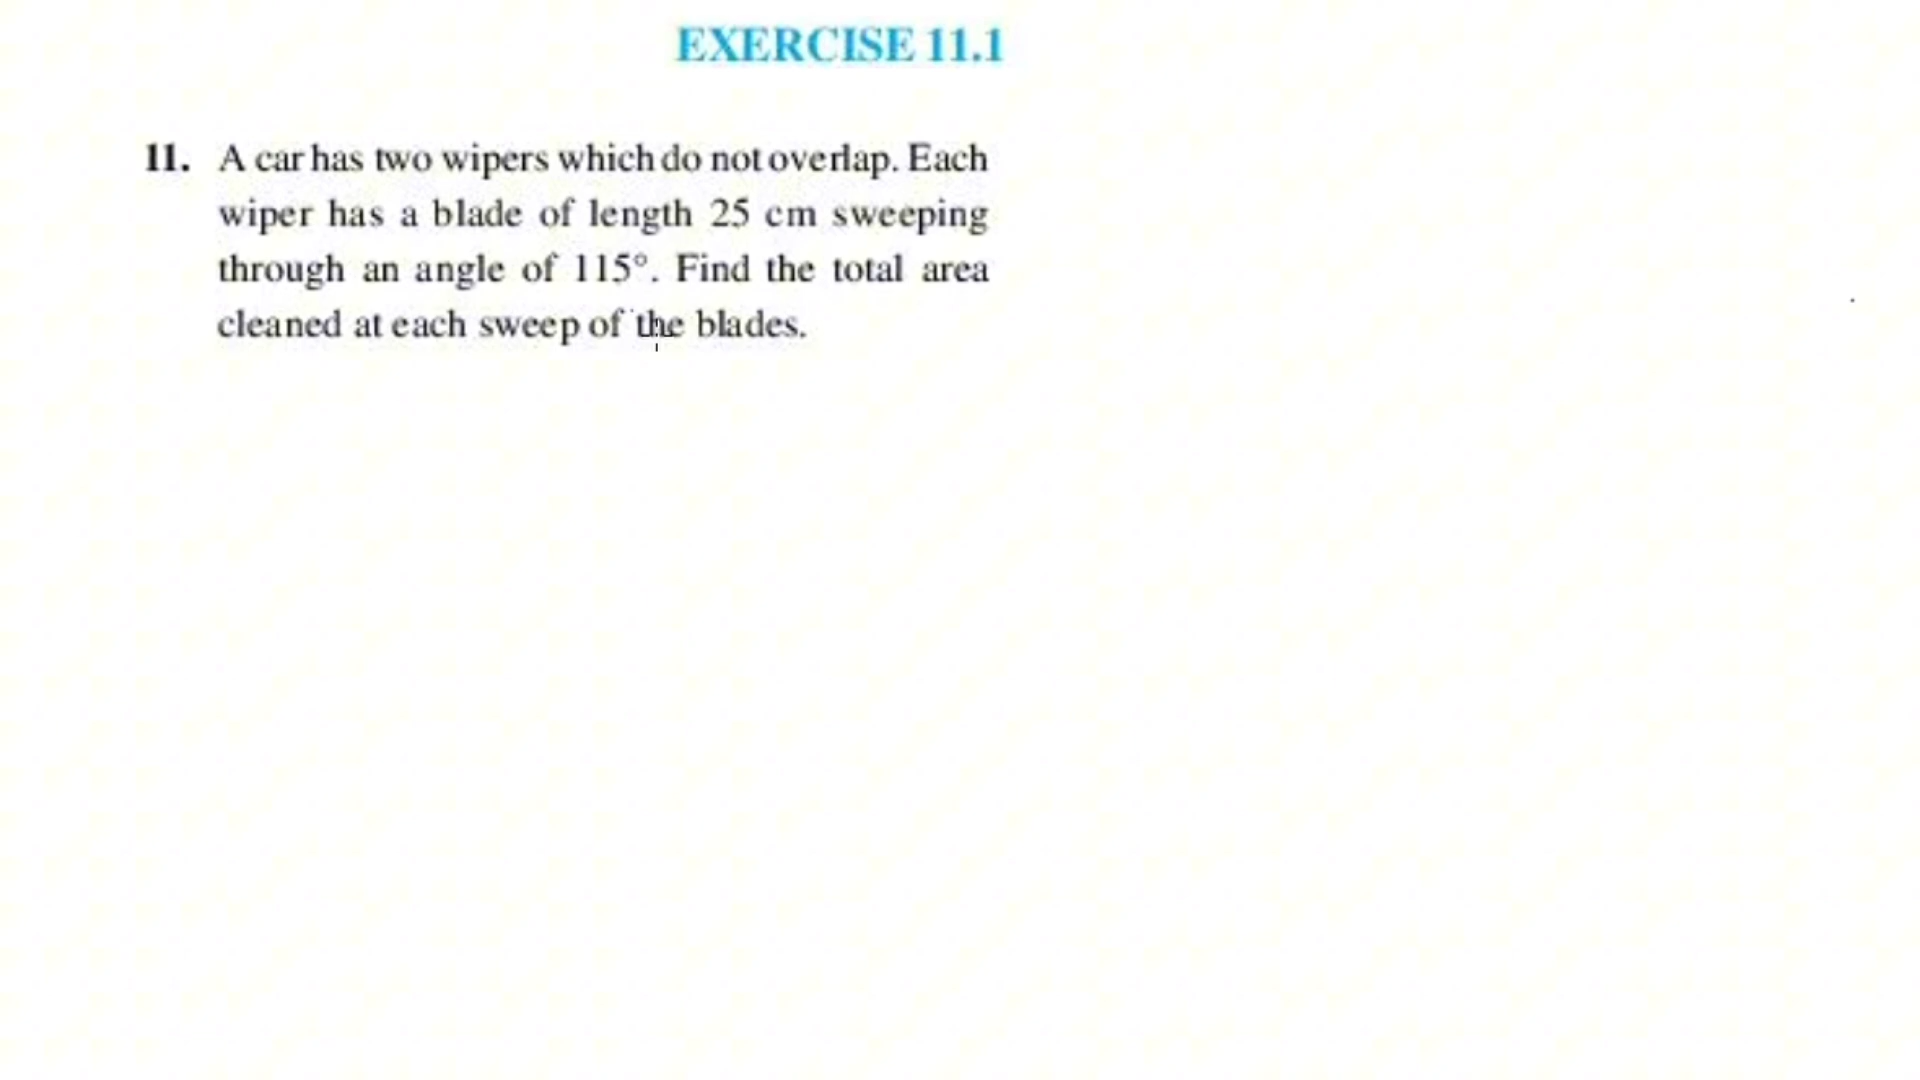 EXERCISE 11.1
11. A car has two wipers which do not overlap. Each
wiper has a blade of length 25 cm sweeping
through an angle of 115°. Find the total area
cleaned at each sweep of the blades.